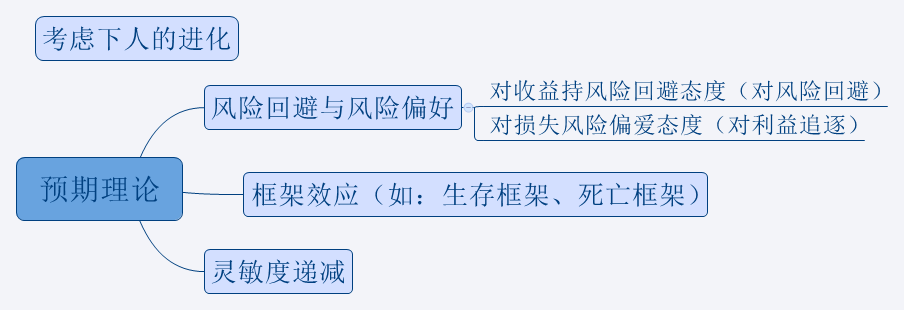 考虑下人的进化
风险回避与风险偏好
对收益持风险回避态度（对风险回避）
对损失风险偏爱态度（对利益追逐）
预期理论
框架效应（如：生存框架、死亡框架）
灵敏度递减